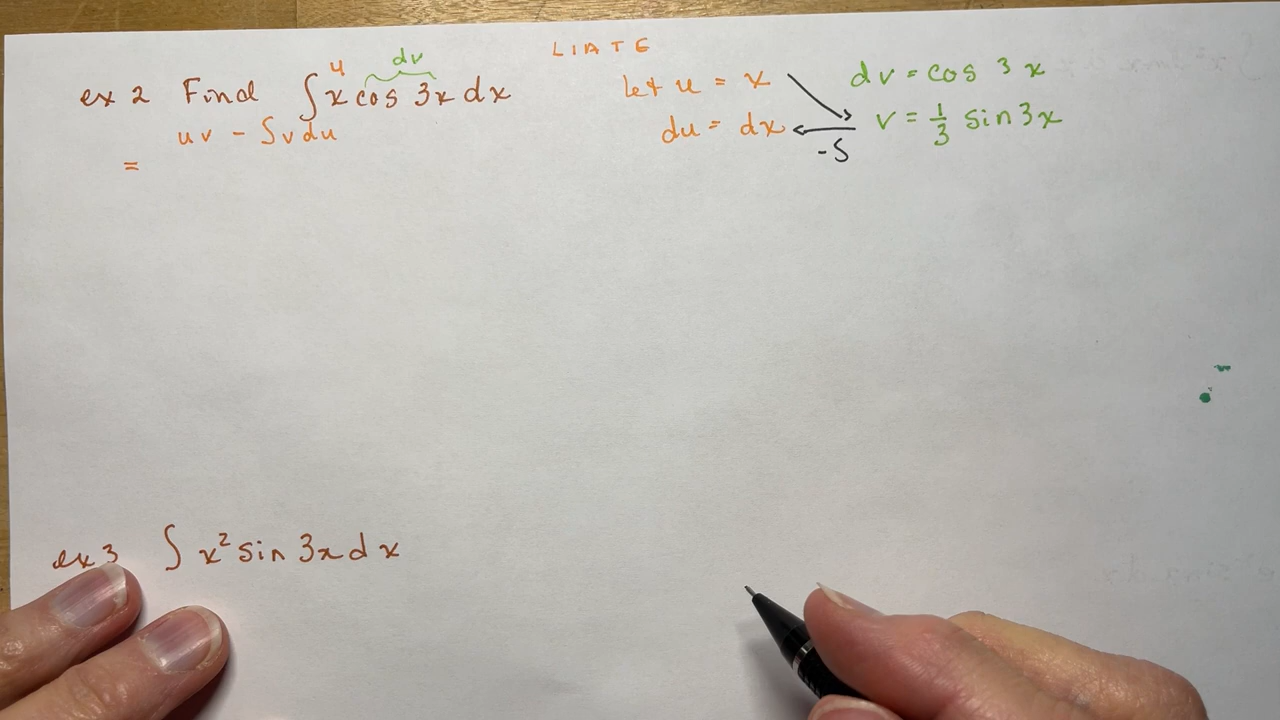 LIATE
u dv
ex 2 Find ∫ x cos 3x dx let u = x dv = cos 3x
uv - ∫v du du = dx v = 1/3 sin 3x
= -∫
ex 3 ∫ x² sin 3x dx